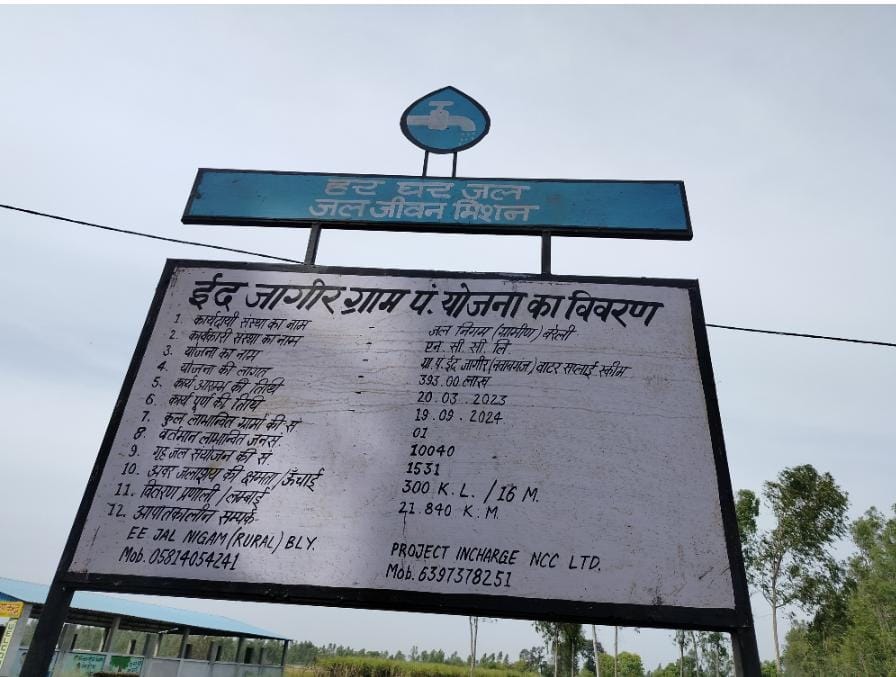 हर घर जल
जल जीवन मिशन
ईद जागीर ग्राम पं. योजना का विवरण
1. कार्यदायी संस्था का नाम - जल निगम (ग्रामीण) बरेली
2. कार्यकारी संस्था का नाम - एन. सी. सी. लि.
3. योजना का नाम - ग्रा. पं. ईद जागीर (नवाबगंज) वाटर सप्लाई स्कीम
4. योजना की लागत - 393.00 लाख
5. कार्य आरम्भ की तिथि - 20.03.2023
6. कार्य पूर्ण की तिथि - 19.09.2024
7. कुल लाभान्वित ग्रामों की सं 01
8. वर्तमान लाभान्वित जनसं. 10040
9. गृह जल संयोजन की सं. 1531
10. अवर जलाशय की क्षमता/ऊँचाई 300 K.L. / 16 M.
11. वितरण प्रणाली/लम्बाई 21.840 K.M.
12. आपातकालीन सम्पर्क
EE JAL NIGAM (RURAL) BLY. PROJECT INCHARGE NCC LTD.
Mob. 05814054241 Mob. 6397378251